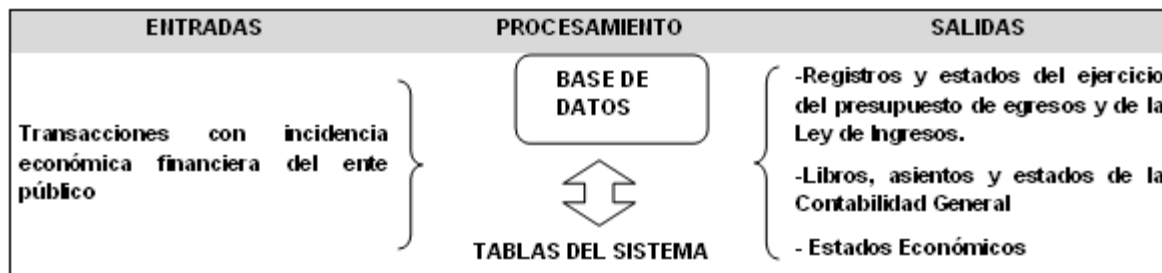 ENTRADAS
PROCESAMIENTO
SALIDAS
Transacciones con incidencia
económica financiera del ente
público
BASE DE
DATOS
TABLAS DEL SISTEMA
-Registros y estados del ejercicio
del presupuesto de egresos y de la
Ley de Ingresos.
-Libros, asientos y estados de la
Contabilidad General
- Estados Económicos